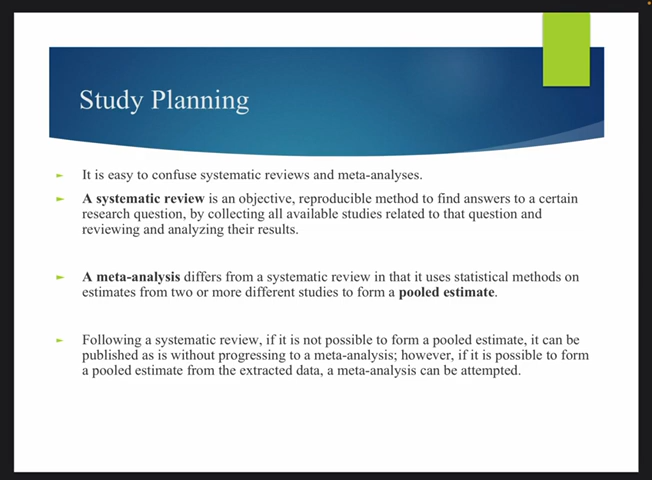 Study Planning
It is easy to confuse systematic reviews and meta-analyses.
A systematic review is an objective, reproducible method to find answers to a certain
research question, by collecting all available studies related to that question and
reviewing and analyzing their results.
A meta-analysis differs from a systematic review in that it uses statistical methods on
estimates from two or more different studies to form a pooled estimate.
Following a systematic review, if it is not possible to form a pooled estimate, it can be
published as is without progressing to a meta-analysis; however, if it is possible to form
a pooled estimate from the extracted data, a meta-analysis can be attempted.